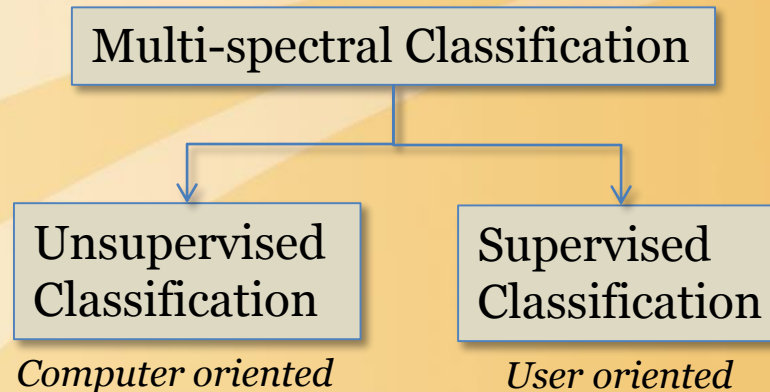 Multi-spectral Classification
Unsupervised
Classification
Supervised
Classification
Computer oriented
User oriented